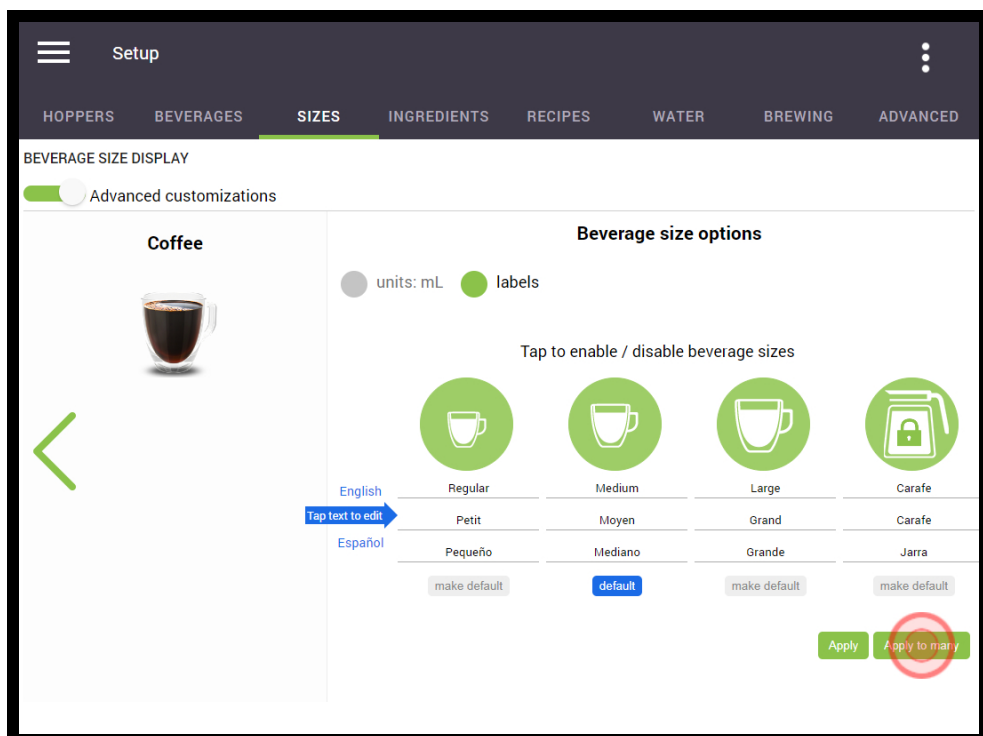 Setup
HOPPERS BEVERAGES SIZES INGREDIENTS RECIPES WATER BREWING ADVANCED
BEVERAGE SIZE DISPLAY
Advanced customizations
Coffee
Beverage size options
units: mL labels
Tap to enable / disable beverage sizes
English Regular Medium Large Carafe
Tap text to edit Petit Moyen Grand Carafe
Español Pequeño Mediano Grande Jarra
make default default make default make default
Apply Apply to many